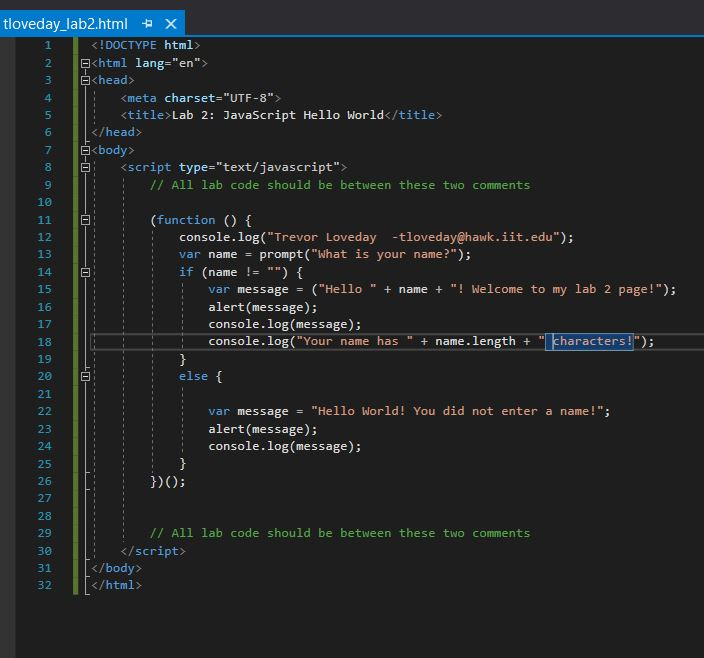 tloveday_lab2.html
1 <!DOCTYPE html>
2 <html lang="en">
3 <head>
4     <meta charset="UTF-8">
5     <title>Lab 2: JavaScript Hello World</title>
6 </head>
7 <body>
8     <script type="text/javascript">
9         // All lab code should be between these two comments
10
11         (function () {
12             console.log("Trevor Loveday  -tloveday@hawk.iit.edu");
13             var name = prompt("What is your name?");
14             if (name != "") {
15                 var message = ("Hello " + name + "! Welcome to my lab 2 page!");
16                 alert(message);
17                 console.log(message);
18                 console.log("Your name has " + name.length + " characters!");
19             }
20             else {
21
22                 var message = "Hello World! You did not enter a name!";
23                 alert(message);
24                 console.log(message);
25             }
26         })();
27
28
29         // All lab code should be between these two comments
30     </script>
31 </body>
32 </html>